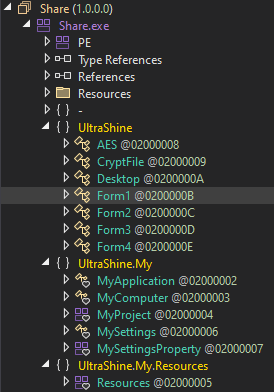 Share (1.0.0.0)
Share.exe
PE
Type References
References
Resources
{ } -
{ } UltraShine
AES @02000008
CryptFile @02000009
Desktop @0200000A
Form1 @0200000B
Form2 @0200000C
Form3 @0200000D
Form4 @0200000E
{ } UltraShine.My
MyApplication @02000002
MyComputer @02000003
MyProject @02000004
MySettings @02000006
MySettingsProperty @02000007
{ } UltraShine.My.Resources
Resources @02000005